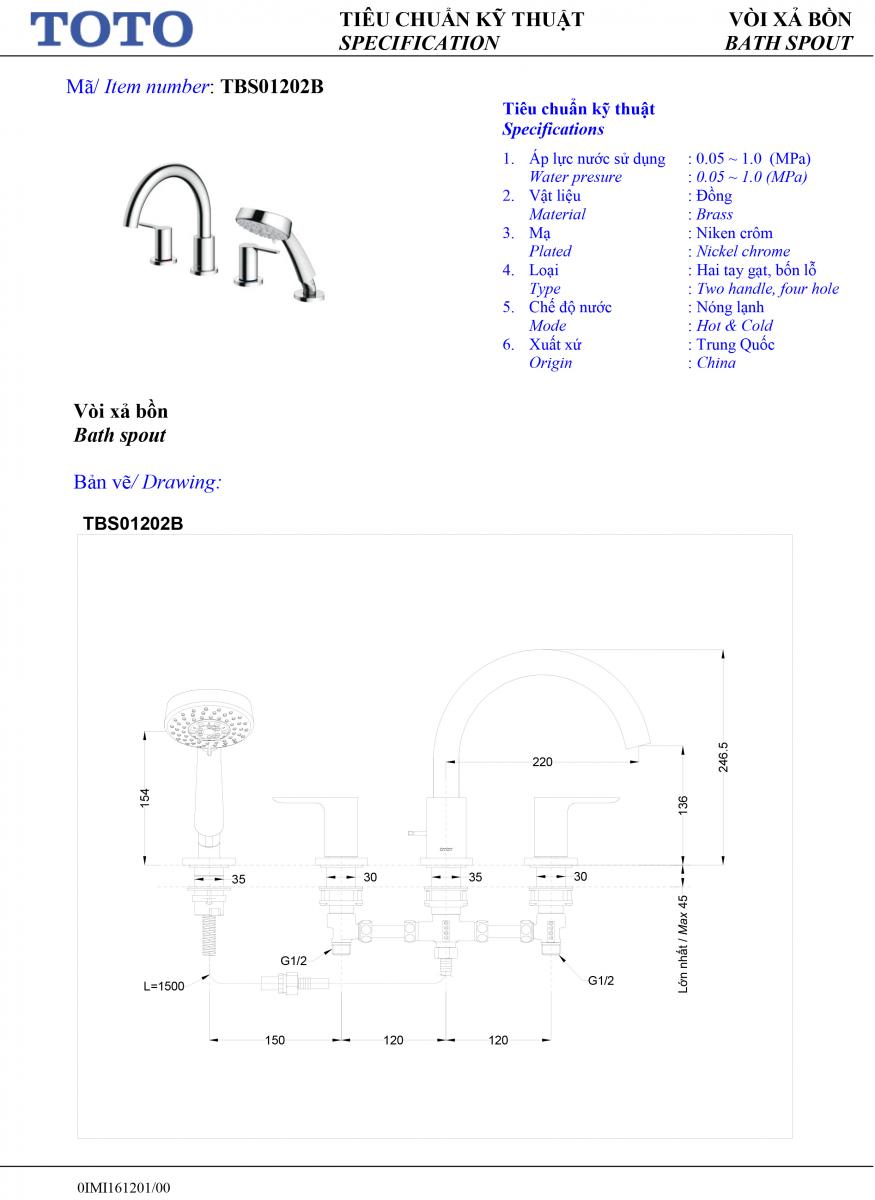 TOTO
TIÊU CHUẨN KỸ THUẬT
SPECIFICATION
VÒI XẢ BỒN
BATH SPOUT
Mã/ Item number: TBS01202B
Tiêu chuẩn kỹ thuật
Specifications
1. Áp lực nước sử dụng : 0.05 ~ 1.0 (MPa)
Water presure : 0.05 ~ 1.0 (MPa)
2. Vật liệu : Đồng
Material : Brass
3. Mạ : Niken crôm
Plated : Nickel chrome
4. Loại : Hai tay gạt, bốn lỗ
Type : Two handle, four hole
5. Chế độ nước : Nóng lạnh
Mode : Hot & Cold
6. Xuất xứ : Trung Quốc
Origin : China
Vòi xả bồn
Bath spout
Bản vẽ/ Drawing:
TBS01202B
220
246.5
154
136
TOTO
35
30
35
30
Lớn nhất / Max 45
G1/2
G1/2
L=1500
150
120
120
0IMI161201/00